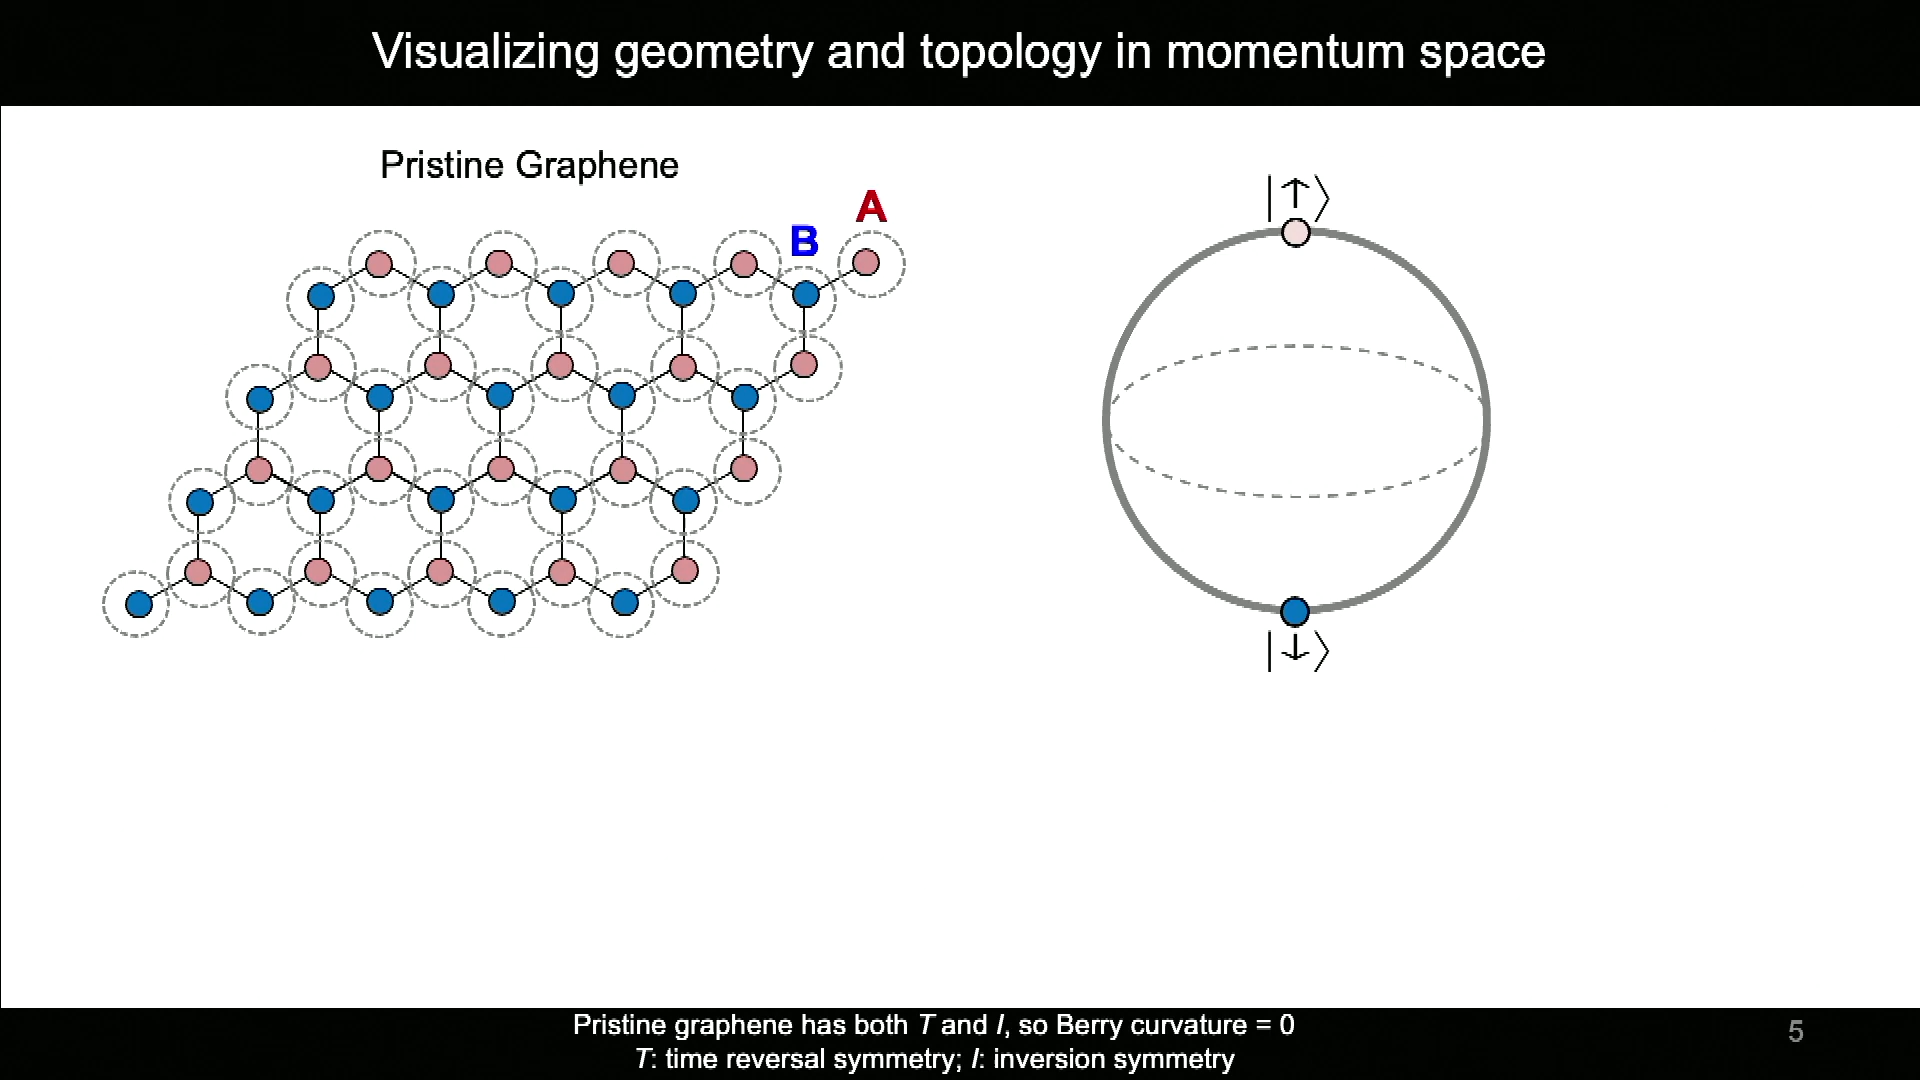 Visualizing geometry and topology in momentum space
Pristine Graphene
A
B
|↑⟩
|↓⟩
Pristine graphene has both T and I, so Berry curvature = 0
T: time reversal symmetry; I: inversion symmetry
5